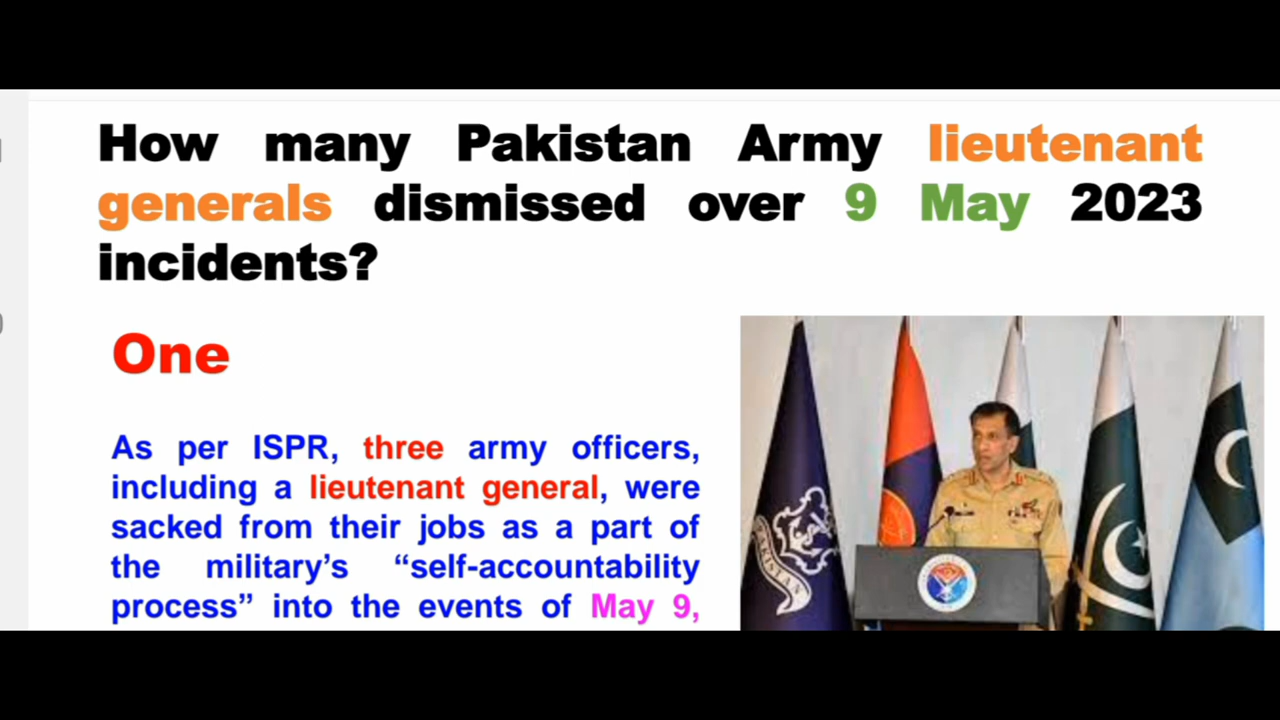 How many Pakistan Army lieutenant
generals dismissed over 9 May 2023
incidents?
One
As per ISPR, three army officers,
including a lieutenant general, were
sacked from their jobs as a part of
the military’s “self-accountability
process” into the events of May 9,
PAKISTAN